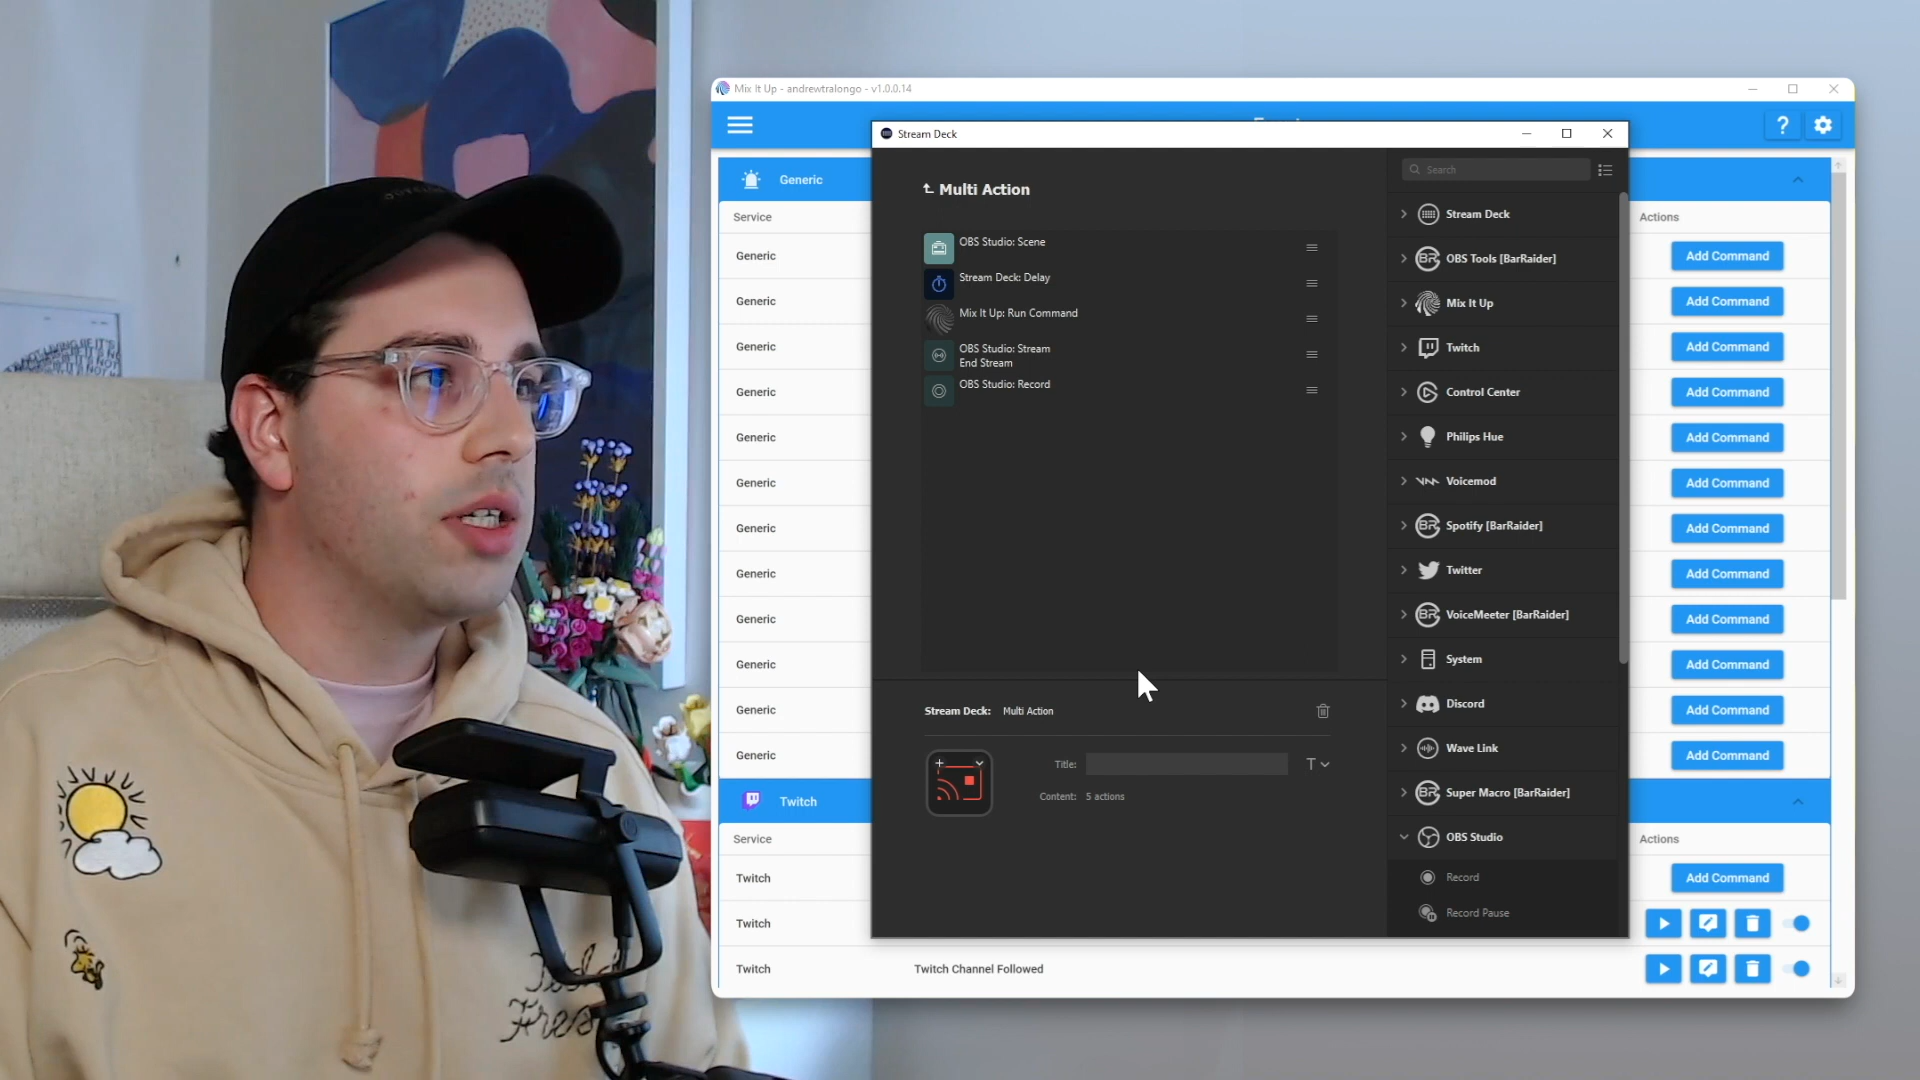 Mix It Up - andrewtralongo - v1.0.0.14
Stream Deck
Generic
Service
Actions
Generic
Add Command
Generic
Add Command
Generic
Add Command
Generic
Add Command
Generic
Add Command
Generic
Add Command
Generic
Add Command
Generic
Add Command
Generic
Add Command
Generic
Add Command
Generic
Add Command
Generic
Add Command
Twitch
Service
Actions
Twitch
Add Command
Twitch
Twitch
Twitch Channel Followed
Multi Action
OBS Studio: Scene
Stream Deck: Delay
Mix It Up: Run Command
OBS Studio: Stream
End Stream
OBS Studio: Record
Stream Deck: Multi Action
Title:
T
Content: 5 actions
Search
Stream Deck
OBS Tools [BarRaider]
Mix It Up
Twitch
Control Center
Philips Hue
Voicemod
Spotify [BarRaider]
Twitter
VoiceMeeter [BarRaider]
System
Discord
Wave Link
Super Macro [BarRaider]
OBS Studio
Record
Record Pause